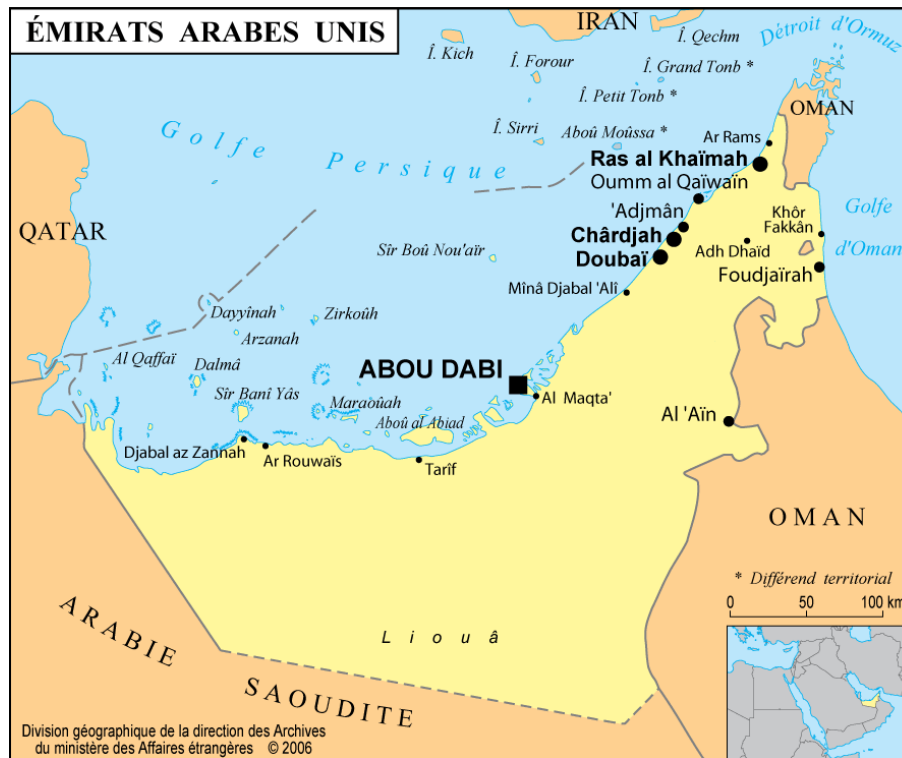 ÉMIRATS ARABES UNIS
IRAN
Î. Qechm
Détroit d'Ormuz
Î. Kich
Î. Forour
Î. Grand Tonb *
Î. Petit Tonb *
OMAN
Î. Sirri
Aboû Moûssa *
Ar Rams
Golfe Persique
Ras al Khaïmah
Oumm al Qaïwaïn
'Adjmân
Khôr
Fakkân
Golfe
d'Oman
QATAR
Chârdjah
Adh Dhaïd
Sîr Boû Nou'aïr
Doubaï
Foudjaïrah
Mînâ Djabal 'Alî
Dayyînah
Zirkoûh
Arzanah
Al Qaffaï
Dalmâ
ABOU DABI
Sîr Banî Yâs
Al Maqta'
Maraoûah
Aboû al Abiad
Al 'Aïn
Djabal az Zannah
Ar Rouwaïs
Tarîf
OMAN
* Différend territorial
0 50 100 km
Liouâ
ARABIE
SAOUDITE
Division géographique de la direction des Archives
du ministère des Affaires étrangères © 2006